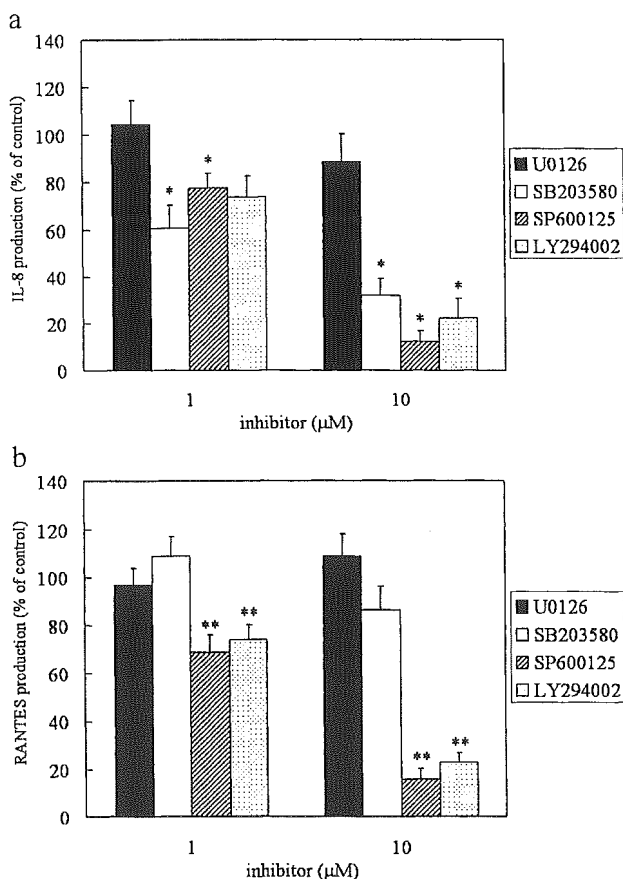 a
140
120
100
80
60
40
20
0
IL-8 production (% of control)
*
*
*
*
*
1
10
inhibitor (µM)
U0126
SB203580
SP600125
LY294002
b
140
120
100
80
60
40
20
0
RANTES production (% of control)
**
**
**
**
1
10
inhibitor (µM)
U0126
SB203580
SP600125
LY294002